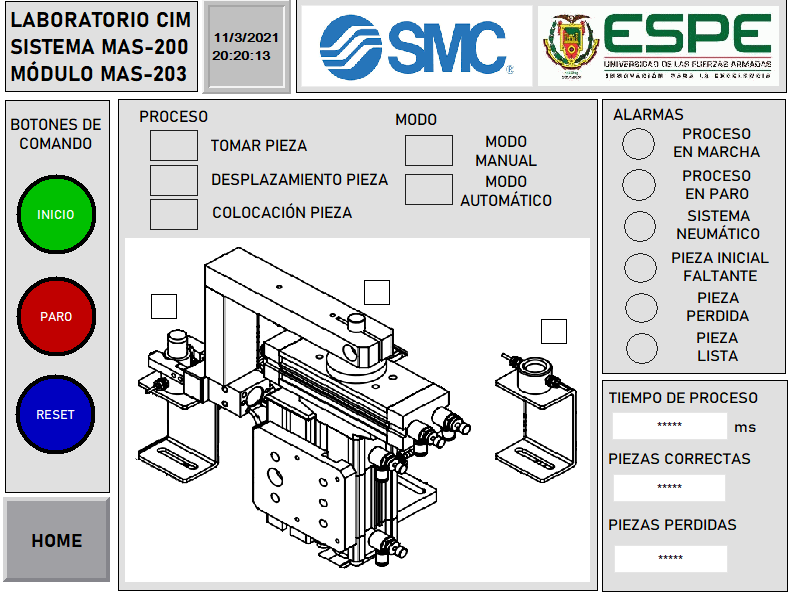 LABORATORIO CIM
SISTEMA MAS-200
MÓDULO MAS-203
11/3/2021
20:20:13
SMC®
ESPE
UNIVERSIDAD DE LAS FUERZAS ARMADAS
INNOVACIÓN PARA LA EXCELENCIA
BOTONES DE
COMANDO
INICIO
PARO
RESET
HOME
PROCESO
TOMAR PIEZA
DESPLAZAMIENTO PIEZA
COLOCACIÓN PIEZA
MODO
MODO
MANUAL
MODO
AUTOMÁTICO
ALARMAS
PROCESO
EN MARCHA
PROCESO
EN PARO
SISTEMA
NEUMÁTICO
PIEZA INICIAL
FALTANTE
PIEZA
PERDIDA
PIEZA
LISTA
TIEMPO DE PROCESO
***** ms
PIEZAS CORRECTAS
*****
PIEZAS PERDIDAS
*****